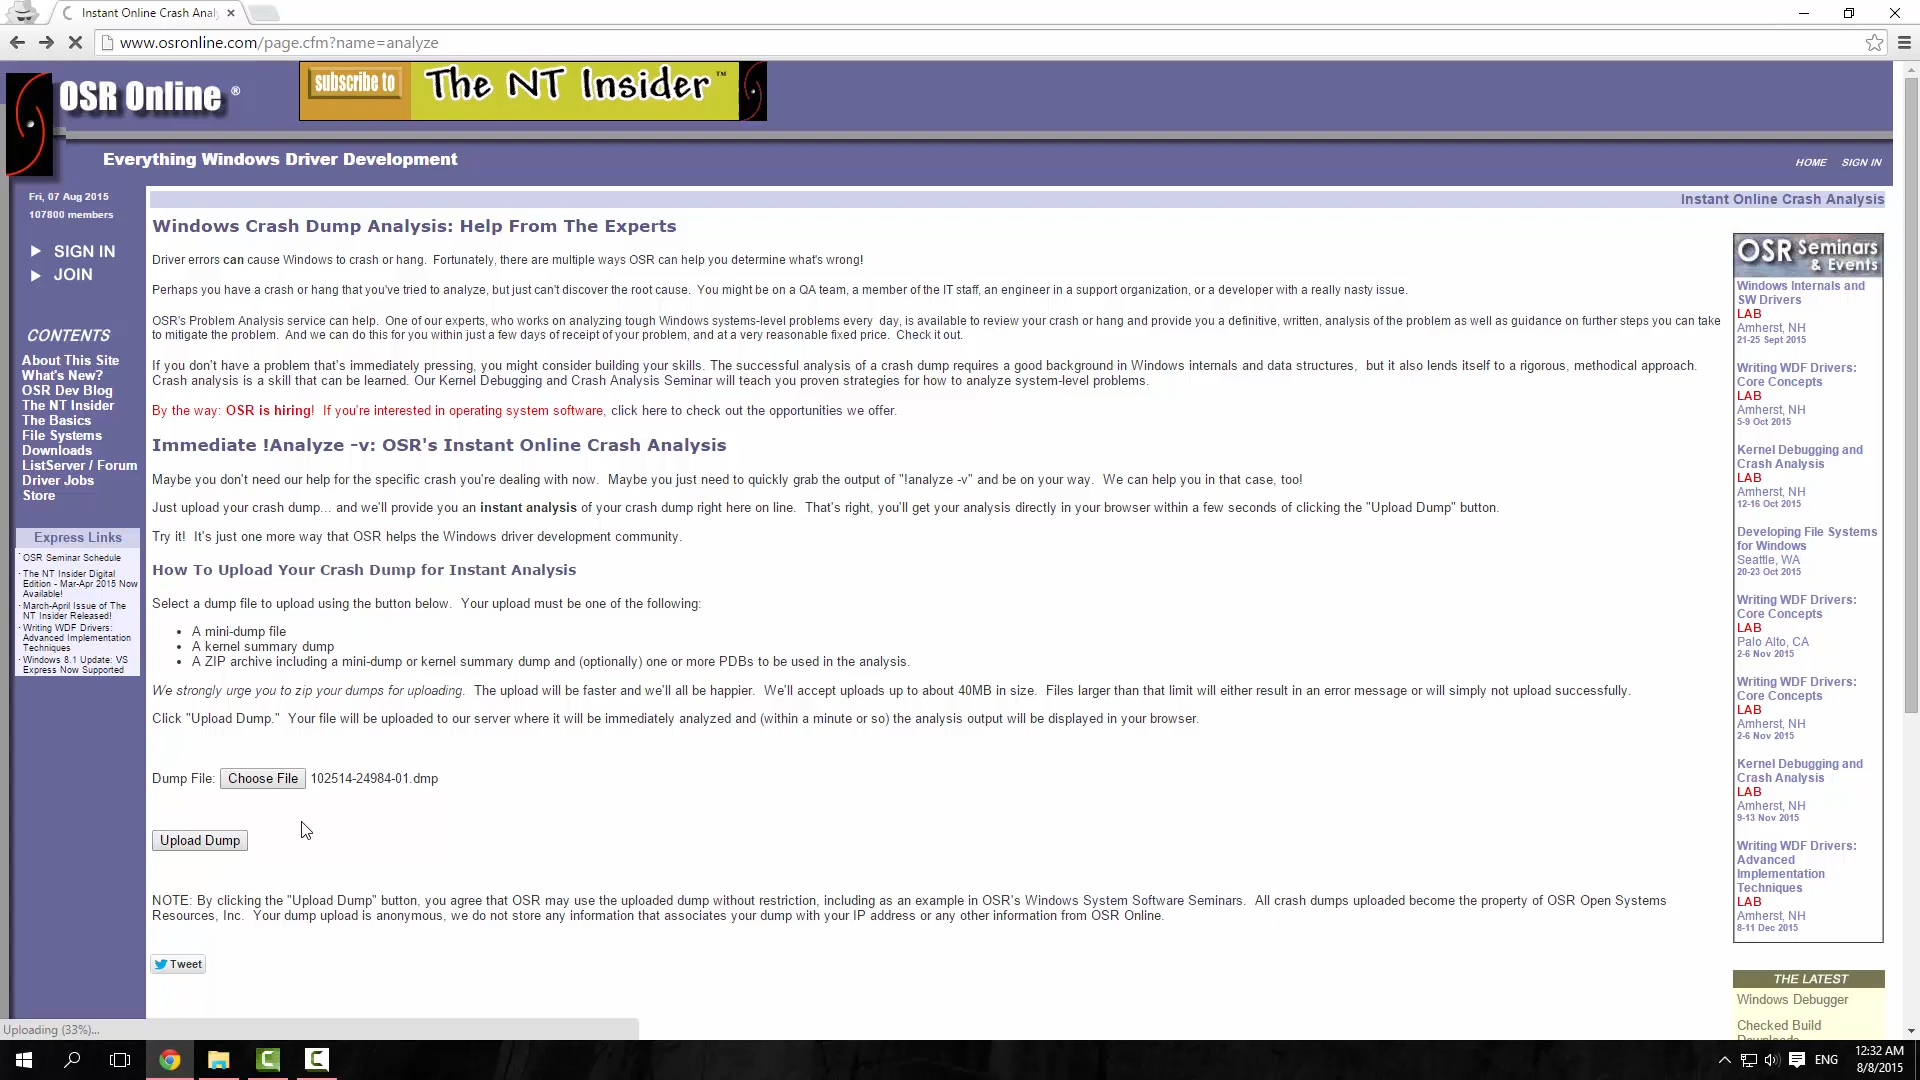 Instant Online Crash Anal
www.osronline.com/page.cfm?name=analyze
OSR Online ®
subscribe to The NT Insider ™
Everything Windows Driver Development
HOME SIGN IN
Fri, 07 Aug 2015
107800 members
SIGN IN
JOIN
CONTENTS
About This Site
What's New?
OSR Dev Blog
The NT Insider
The Basics
File Systems
Downloads
ListServer / Forum
Driver Jobs
Store
Express Links
· OSR Seminar Schedule
· The NT Insider Digital
Edition - Mar-Apr 2015 Now
Available!
· March-April Issue of The
NT Insider Released!
· Writing WDF Drivers:
Advanced Implementation
Techniques
· Windows 8.1 Update: VS
Express Now Supported
Instant Online Crash Analysis
Windows Crash Dump Analysis: Help From The Experts
Driver errors can cause Windows to crash or hang. Fortunately, there are multiple ways OSR can help you determine what's wrong!
Perhaps you have a crash or hang that you've tried to analyze, but just can't discover the root cause. You might be on a QA team, a member of the IT staff, an engineer in a support organization, or a developer with a really nasty issue.
OSR's Problem Analysis service can help. One of our experts, who works on analyzing tough Windows systems-level problems every day, is available to review your crash or hang and provide you a definitive, written, analysis of the problem as well as guidance on further steps you can take
to mitigate the problem. And we can do this for you within just a few days of receipt of your problem, and at a very reasonable fixed price. Check it out.
If you don't have a problem that's immediately pressing, you might consider building your skills. The successful analysis of a crash dump requires a good background in Windows internals and data structures, but it also lends itself to a rigorous, methodical approach.
Crash analysis is a skill that can be learned. Our Kernel Debugging and Crash Analysis Seminar will teach you proven strategies for how to analyze system-level problems.
By the way: OSR is hiring! If you're interested in operating system software, click here to check out the opportunities we offer.
Immediate !Analyze -v: OSR's Instant Online Crash Analysis
Maybe you don't need our help for the specific crash you're dealing with now. Maybe you just need to quickly grab the output of "!analyze -v" and be on your way. We can help you in that case, too!
Just upload your crash dump... and we'll provide you an instant analysis of your crash dump right here on line. That's right, you'll get your analysis directly in your browser within a few seconds of clicking the "Upload Dump" button.
Try it! It's just one more way that OSR helps the Windows driver development community.
How To Upload Your Crash Dump for Instant Analysis
Select a dump file to upload using the button below. Your upload must be one of the following:
• A mini-dump file
• A kernel summary dump
• A ZIP archive including a mini-dump or kernel summary dump and (optionally) one or more PDBs to be used in the analysis.
We strongly urge you to zip your dumps for uploading. The upload will be faster and we'll all be happier. We'll accept uploads up to about 40MB in size. Files larger than that limit will either result in an error message or will simply not upload successfully.
Click "Upload Dump." Your file will be uploaded to our server where it will be immediately analyzed and (within a minute or so) the analysis output will be displayed in your browser.
Dump File: Choose File 102514-24984-01.dmp
Upload Dump
NOTE: By clicking the "Upload Dump" button, you agree that OSR may use the uploaded dump without restriction, including as an example in OSR's Windows System Software Seminars. All crash dumps uploaded become the property of OSR Open Systems
Resources, Inc. Your dump upload is anonymous, we do not store any information that associates your dump with your IP address or any other information from OSR Online.
Tweet
OSR Seminars
& Events
Windows Internals and
SW Drivers
LAB
Amherst, NH
21-25 Sept 2015
Writing WDF Drivers:
Core Concepts
LAB
Amherst, NH
5-9 Oct 2015
Kernel Debugging and
Crash Analysis
LAB
Amherst, NH
12-16 Oct 2015
Developing File Systems
for Windows
Seattle, WA
20-23 Oct 2015
Writing WDF Drivers:
Core Concepts
LAB
Palo Alto, CA
2-6 Nov 2015
Writing WDF Drivers:
Core Concepts
LAB
Amherst, NH
2-6 Nov 2015
Kernel Debugging and
Crash Analysis
LAB
Amherst, NH
9-13 Nov 2015
Writing WDF Drivers:
Advanced
Implementation
Techniques
LAB
Amherst, NH
8-11 Dec 2015
THE LATEST
Windows Debugger
Checked Build
Downloads
Uploading (33%)...
ENG
12:32 AM
8/8/2015